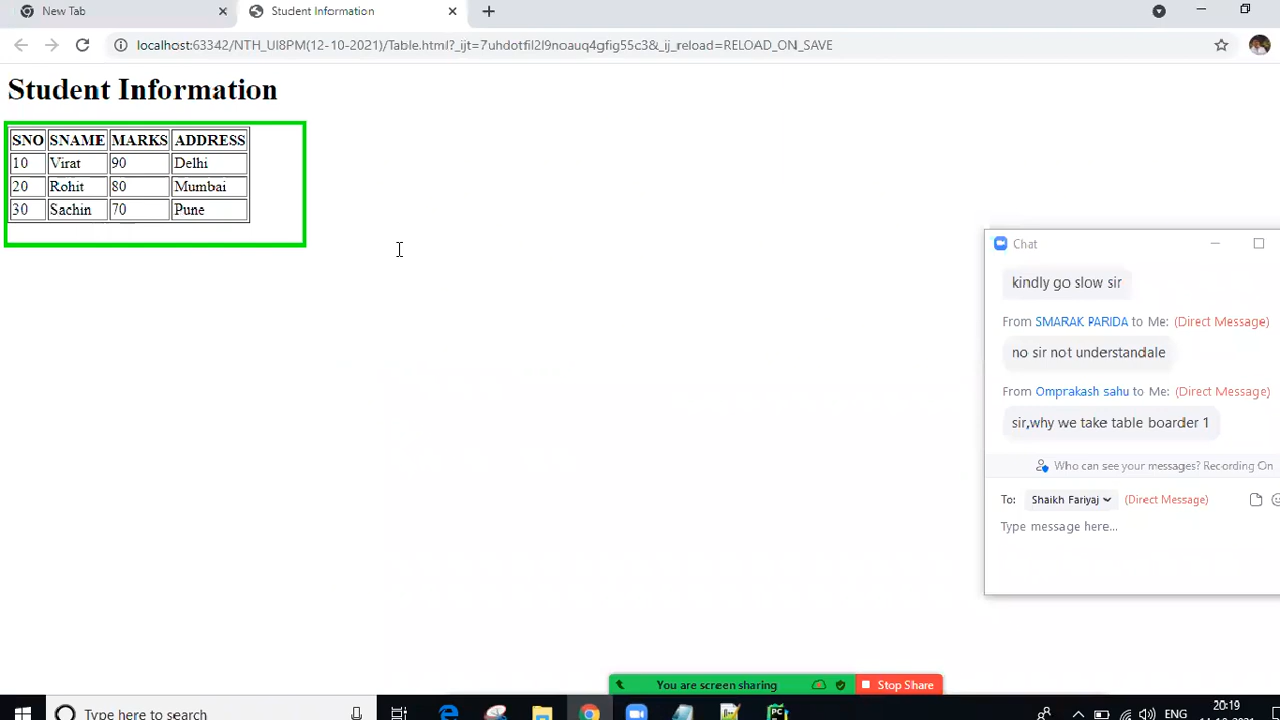 New Tab
Student Information
localhost:63342/NTH_UI8PM(12-10-2021)/Table.html?_ijt=7uhdotfil2l9noauq4gfig55c3&_ij_reload=RELOAD_ON_SAVE
Student Information
SNO SNAME MARKS ADDRESS
10 Virat 90 Delhi
20 Rohit 80 Mumbai
30 Sachin 70 Pune
Chat
kindly go slow sir
From SMARAK PARIDA to Me: (Direct Message)
no sir not understandale
From Omprakash sahu to Me: (Direct Message)
sir,why we take table boarder 1
Who can see your messages? Recording On
To: Shaikh Fariyaj (Direct Message)
Type message here...
You are screen sharing
Stop Share
Type here to search
PC
ENG
20:19